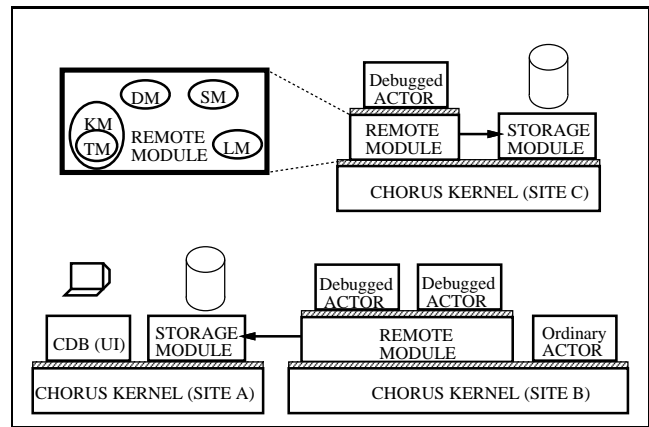 DM
SM
KM
TM
REMOTE
MODULE
LM
Debugged
ACTOR
REMOTE
MODULE
STORAGE
MODULE
CHORUS KERNEL (SITE C)
CDB (UI)
STORAGE
MODULE
CHORUS KERNEL (SITE A)
Debugged
ACTOR
Debugged
ACTOR
REMOTE
MODULE
Ordinary
ACTOR
CHORUS KERNEL (SITE B)